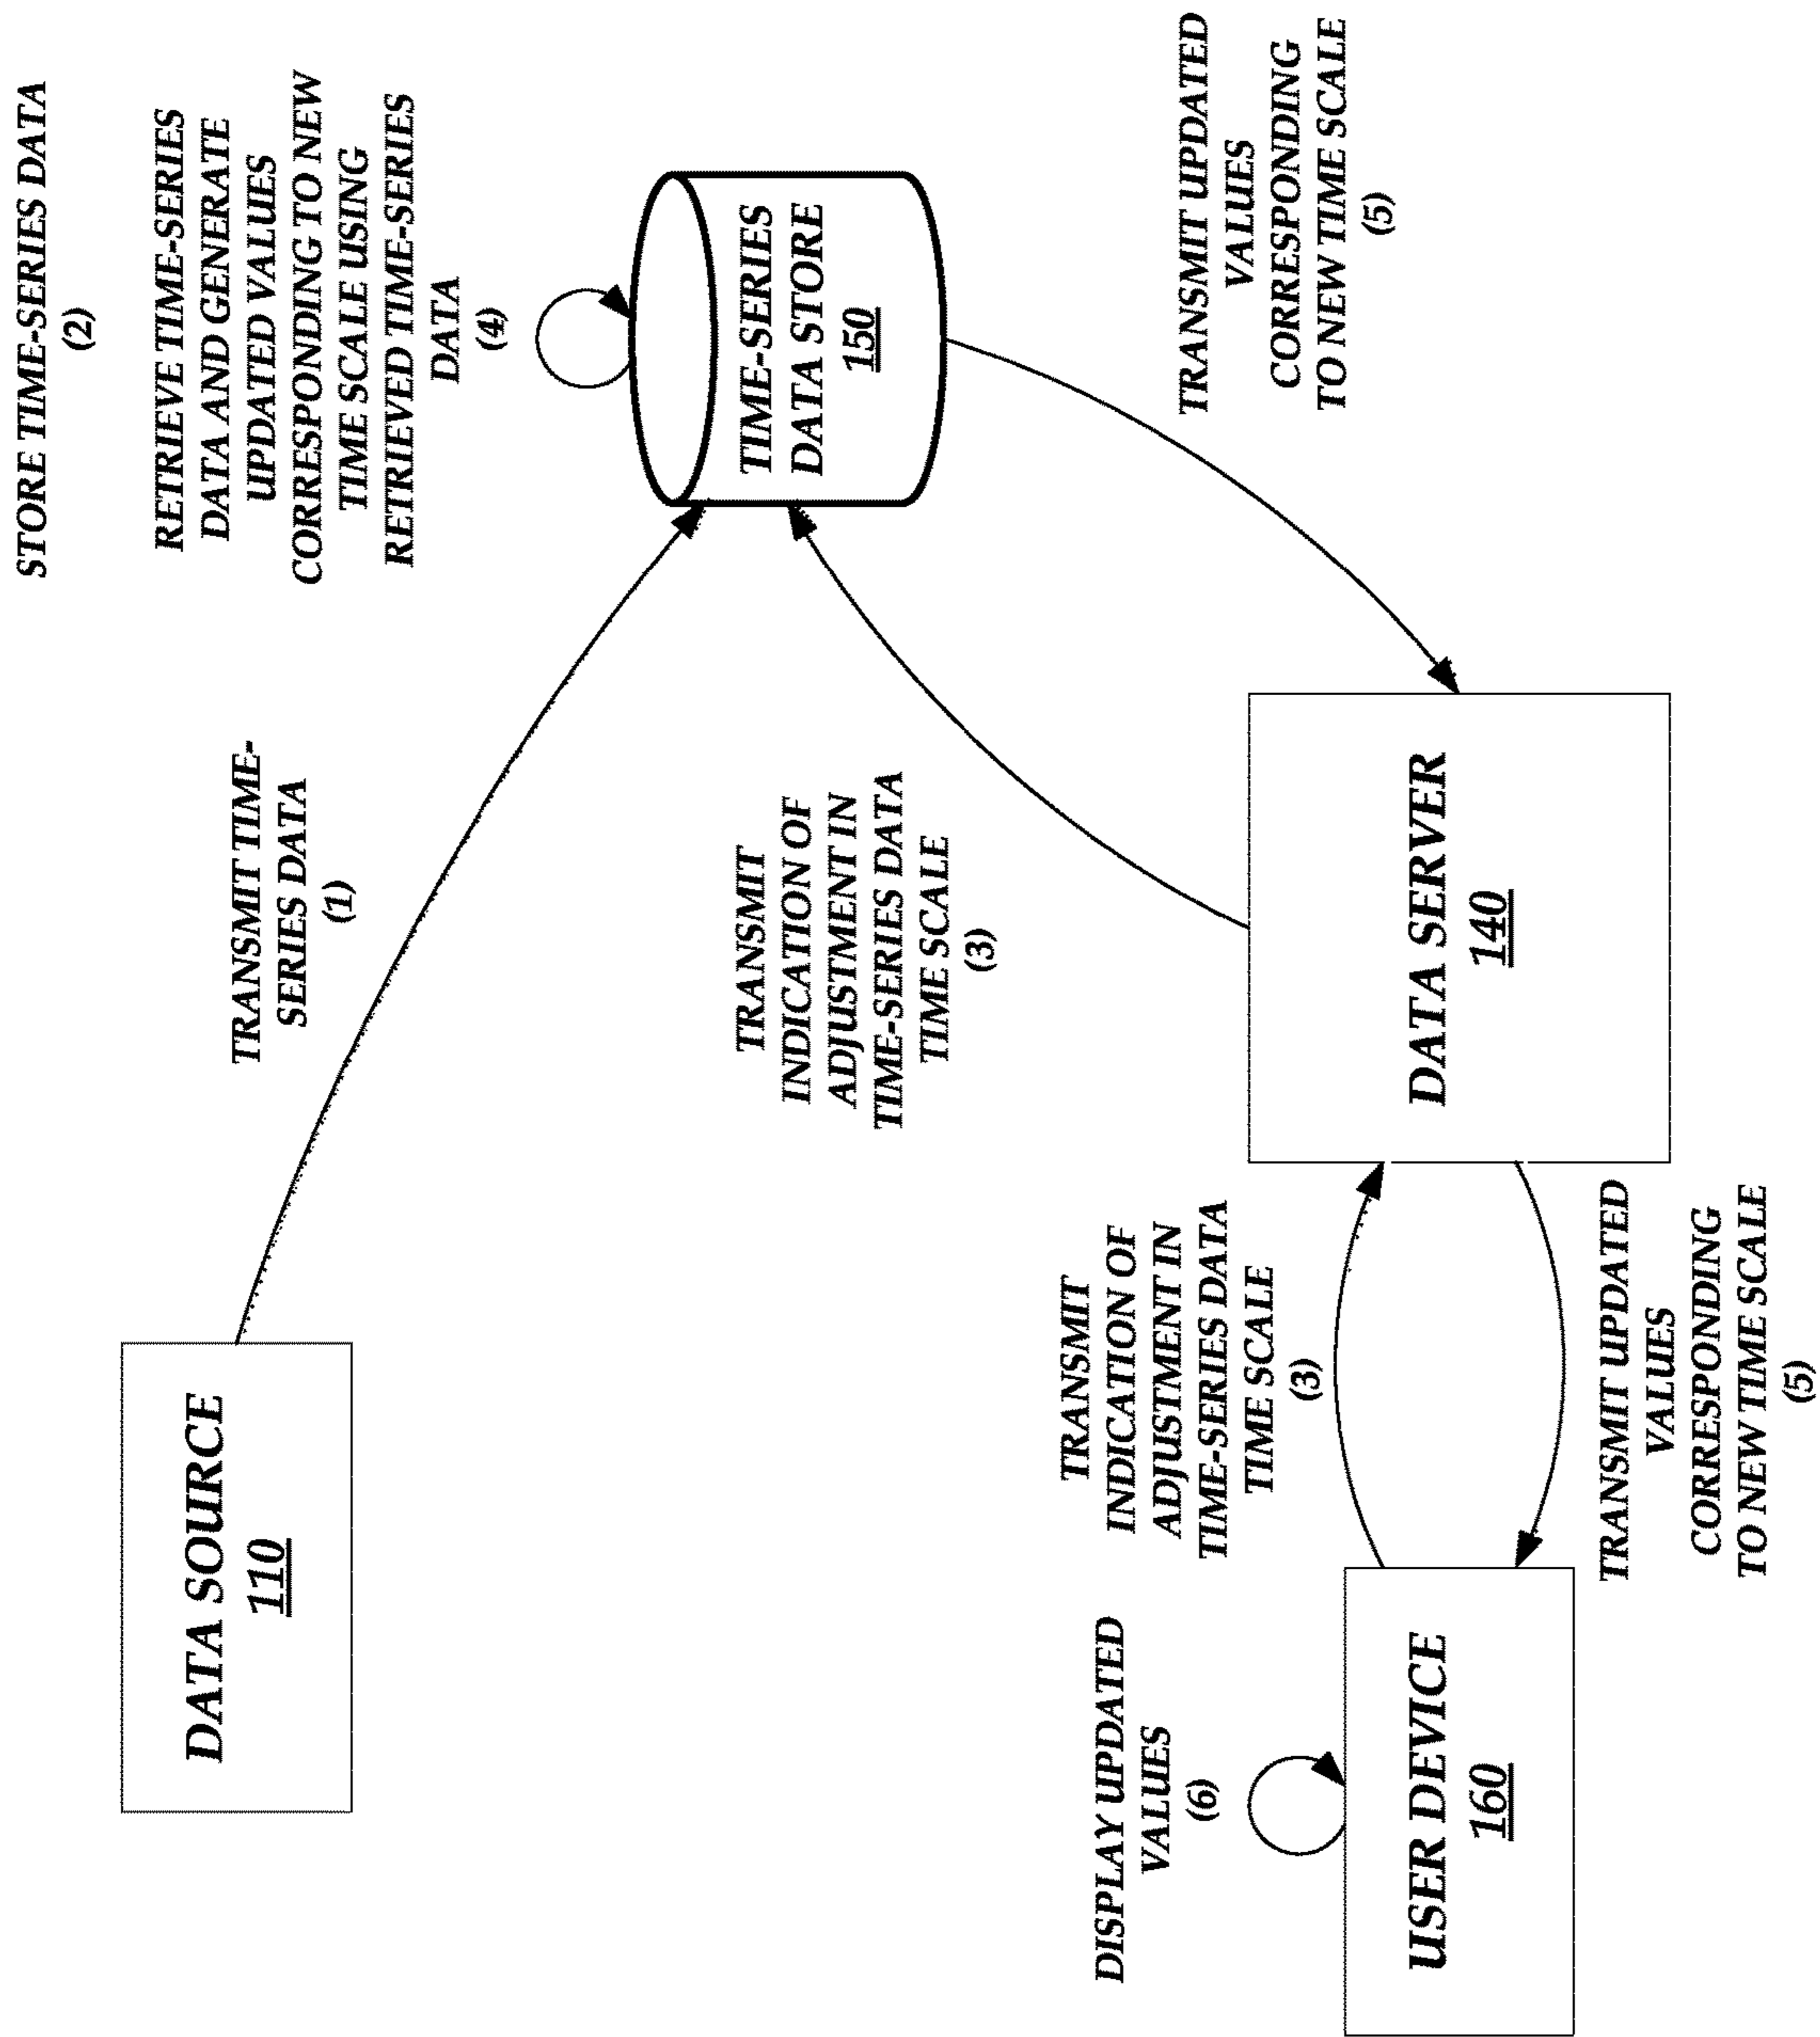 STORE TIME-SERIES DATA
(2)
RETRIEVE TIME-SERIES
DATA AND GENERATE
UPDATED VALUES
CORRESPONDING TO NEW
TIME SCALE USING
RETRIEVED TIME-SERIES
DATA
(4)
TRANSMIT TIME-
SERIES DATA
(1)
DATA SOURCE
110
TIME-SERIES
DATA STORE
150
TRANSMIT
INDICATION OF
ADJUSTMENT IN
TIME-SERIES DATA
TIME SCALE
(3)
TRANSMIT UPDATED
VALUES
CORRESPONDING
TO NEW TIME SCALE
(5)
DISPLAY UPDATED
VALUES
(6)
TRANSMIT
INDICATION OF
ADJUSTMENT IN
TIME-SERIES DATA
TIME SCALE
(3)
USER DEVICE
160
DATA SERVER
140
TRANSMIT UPDATED
VALUES
CORRESPONDING
TO NEW TIME SCALE
(5)